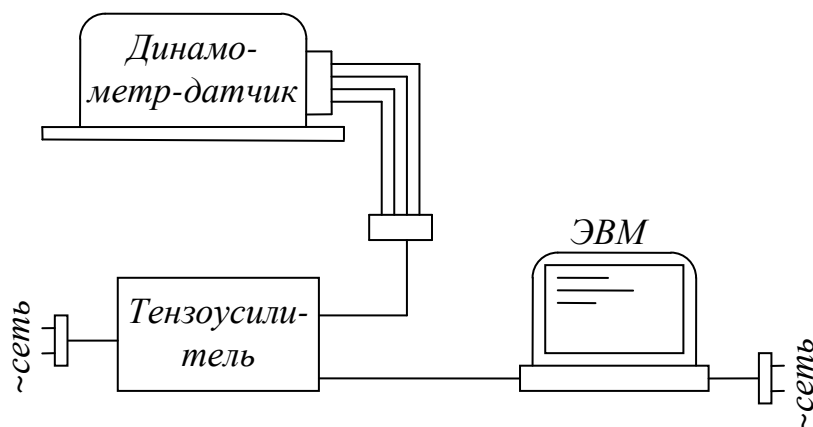 Динамо-
метр-датчик
ЭВМ
Тензоусили-
тель
~сеть
~сеть